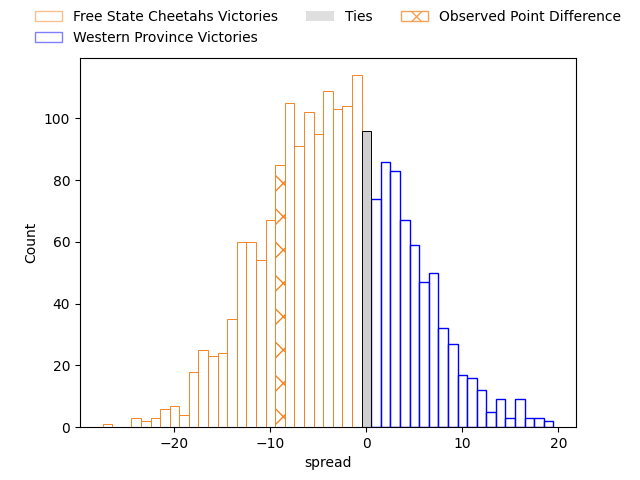 Free State Cheetahs Victories
Ties
Observed Point Difference
Western Province Victories
100
80
60
40
20
0
Count
−20
−10
0
10
20
spread